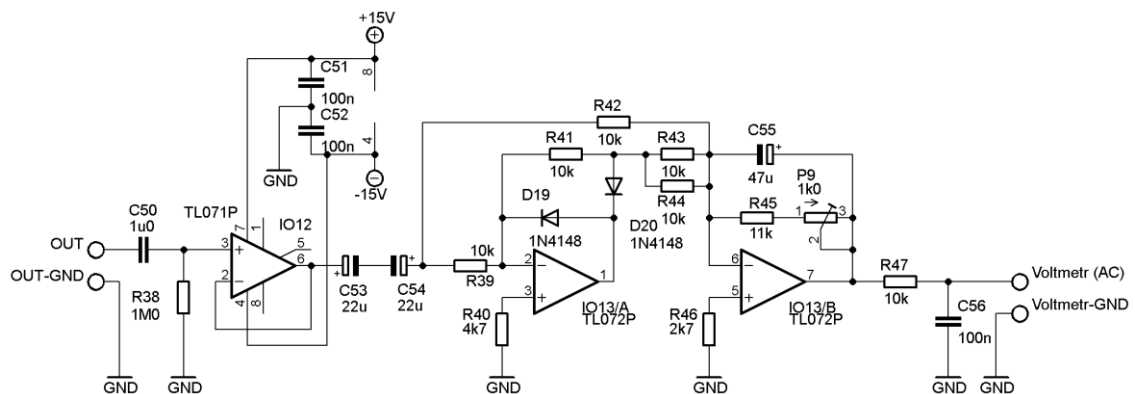 +15V
8
C51
100n
C52
100n
4
GND
-15V
R42
10k
R41
10k
R43
10k
R44
10k
C55
47u
P9
1k0
1
3
2
R45
11k
D19
1N4148
D20
1N4148
C50
1u0
TL071P
IO12
7
1
5
3
+
6
2
-
4
8
OUT
OUT-GND
R38
1M0
C53
22u
+
C54
22u
+
10k
R39
2
-
1
3
+
IO13/A
TL072P
R40
4k7
6
-
7
5
+
IO13/B
TL072P
R46
2k7
R47
10k
C56
100n
Voltmetr (AC)
Voltmetr-GND
GND
GND
GND
GND
GND
GND